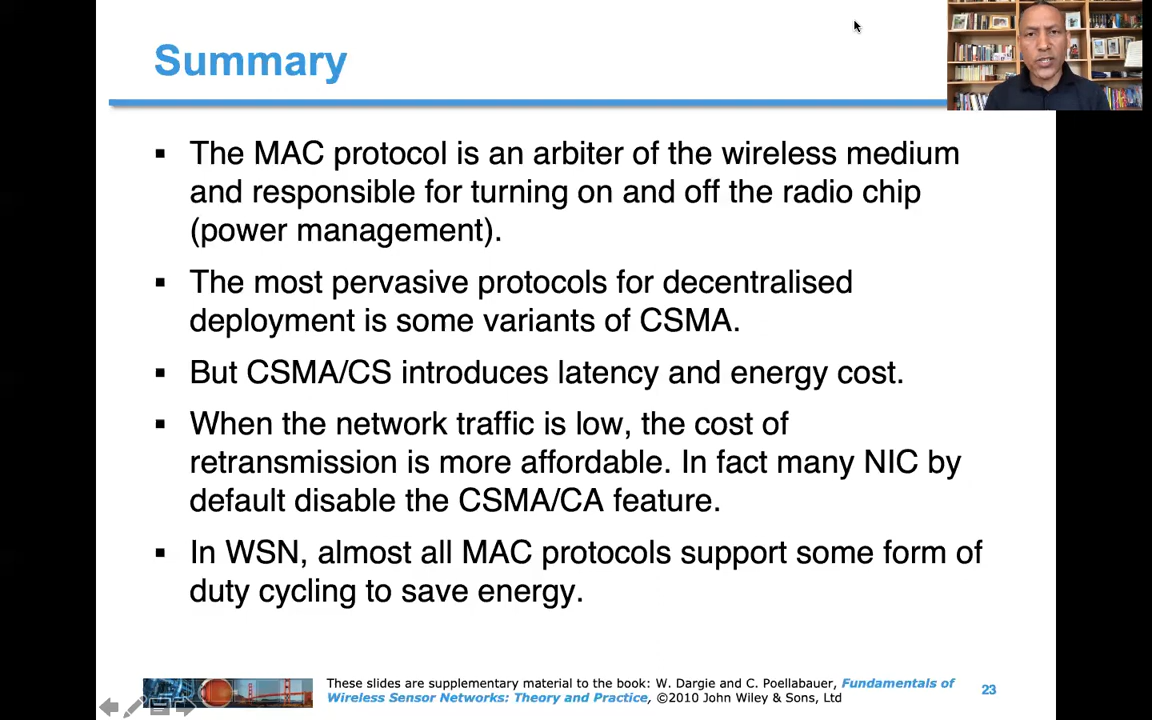 Summary
▪ The MAC protocol is an arbiter of the wireless medium
and responsible for turning on and off the radio chip
(power management).
▪ The most pervasive protocols for decentralised
deployment is some variants of CSMA.
▪ But CSMA/CS introduces latency and energy cost.
▪ When the network traffic is low, the cost of
retransmission is more affordable. In fact many NIC by
default disable the CSMA/CA feature.
▪ In WSN, almost all MAC protocols support some form of
duty cycling to save energy.
These slides are supplementary material to the book: W. Dargie and C. Poellabauer, Fundamentals of
Wireless Sensor Networks: Theory and Practice, ©2010 John Wiley & Sons, Ltd
23